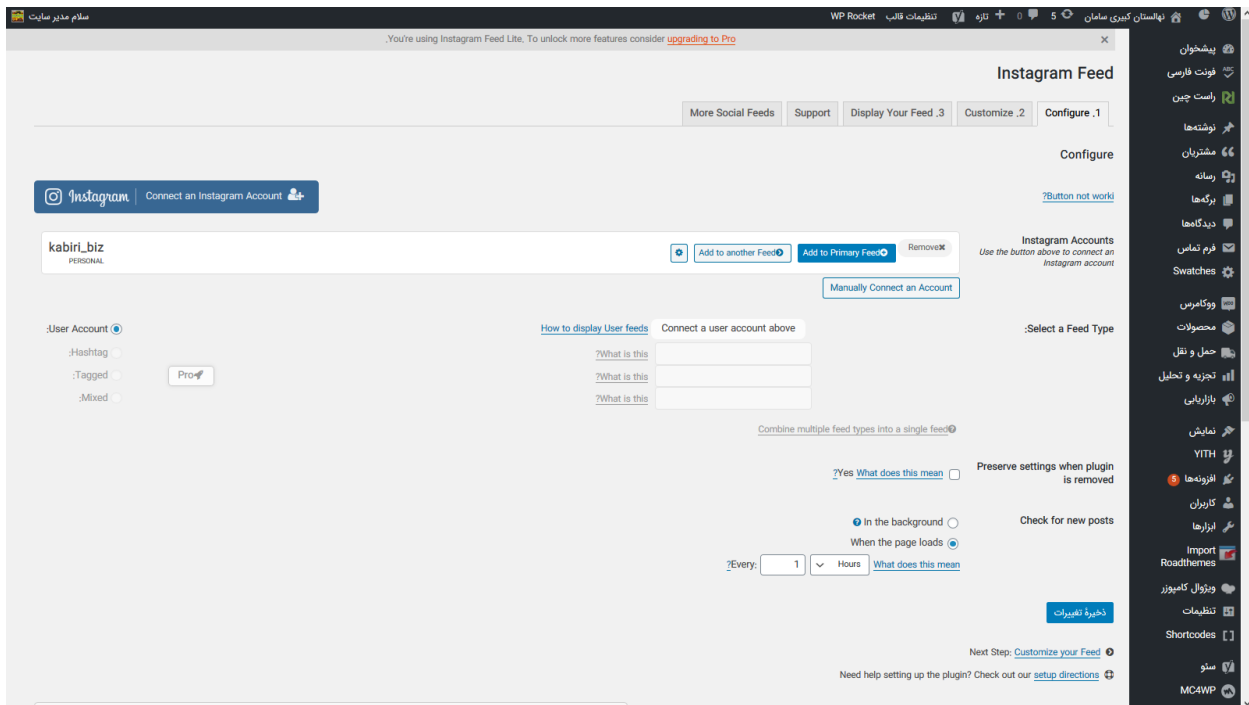 نهالستان کبیری سامان 5 0 تازه تنظیمات قالب WP Rocket
سلام مدیر سایت
You're using Instagram Feed Lite. To unlock more features consider upgrading to Pro.
Instagram Feed
1. Configure
2. Customize
3. Display Your Feed
Support
More Social Feeds
Configure
Instagram Connect an Instagram Account
Button not worki?
Instagram Accounts
Use the button above to connect an
Instagram account
kabiri_biz
PERSONAL
Remove
Add to Primary Feed
Add to another Feed
Manually Connect an Account
Select a Feed Type:
User Account:
Connect a user account above
How to display User feeds
Hashtag:
What is this?
Tagged:
What is this?
Pro
Mixed:
What is this?
Combine multiple feed types into a single feed
Preserve settings when plugin
is removed
Yes What does this mean?
Check for new posts
In the background
When the page loads
Every: 1 Hours What does this mean?
ذخیرهٔ تغییرات
Next Step: Customize your Feed
Need help setting up the plugin? Check out our setup directions
پیشخوان
فونت فارسی
راست چین
نوشته‌ها
مشتریان
رسانه
برگه‌ها
دیدگاه‌ها
فرم تماس
Swatches
ووکامرس
محصولات
حمل و نقل
تجزیه و تحلیل
بازاریابی
نمایش
YITH
افزونه‌ها 5
کاربران
ابزارها
Import
Roadthemes
ویژوال کامپوزر
تنظیمات
Shortcodes
سئو
MC4WP